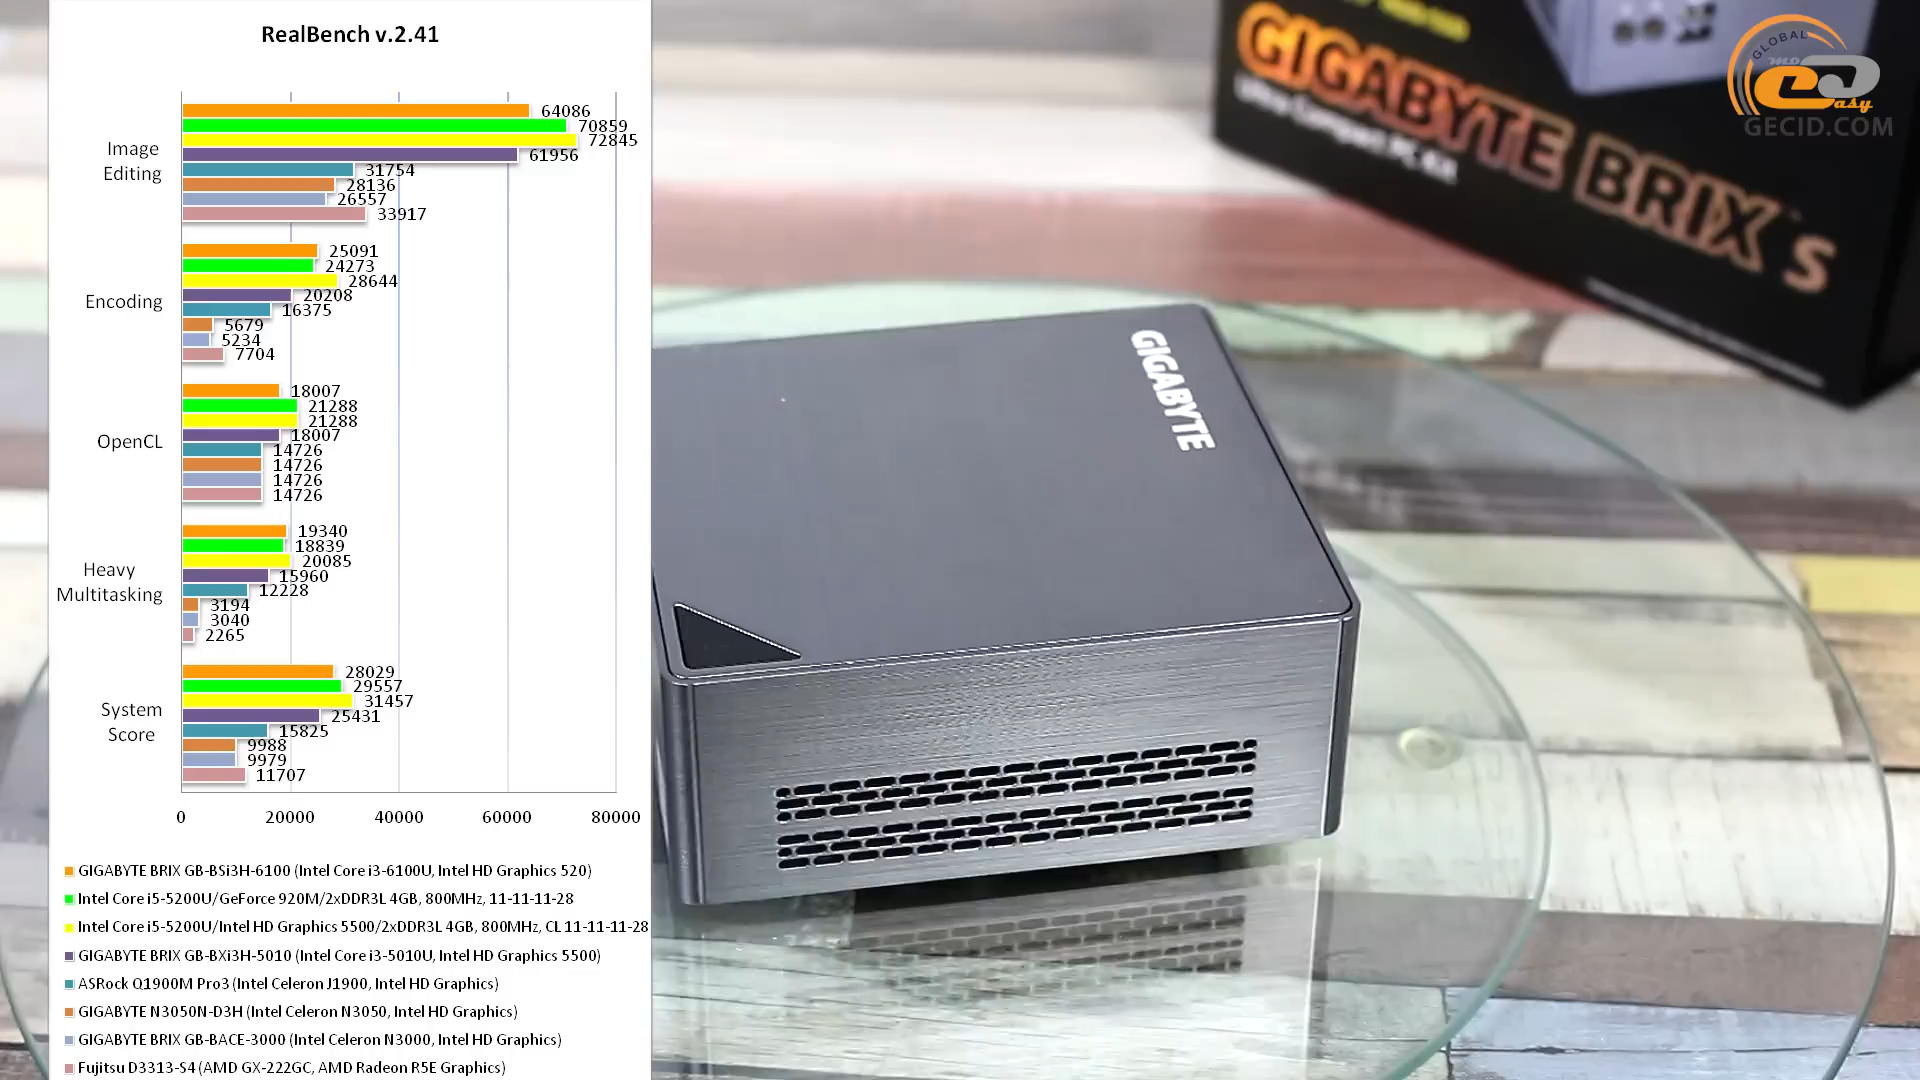 RealBench v.2.41
Image
Editing
64086
70859
72845
61956
31754
28136
26557
33917
Encoding
25091
24273
28644
20208
16375
5679
5234
7704
OpenCL
18007
21288
21288
18007
14726
14726
14726
14726
Heavy
Multitasking
19340
18839
20085
15960
12228
3194
3040
2265
System
Score
28029
29557
31457
25431
15825
9988
9979
11707
0 20000 40000 60000 80000
GIGABYTE BRIX GB-BSi3H-6100 (Intel Core i3-6100U, Intel HD Graphics 520)
Intel Core i5-5200U/GeForce 920M/2xDDR3L 4GB, 800MHz, 11-11-11-28
Intel Core i5-5200U/Intel HD Graphics 5500/2xDDR3L 4GB, 800MHz, CL 11-11-11-28
GIGABYTE BRIX GB-BXi3H-5010 (Intel Core i3-5010U, Intel HD Graphics 5500)
ASRock Q1900M Pro3 (Intel Celeron J1900, Intel HD Graphics)
GIGABYTE N3050N-D3H (Intel Celeron N3050, Intel HD Graphics)
GIGABYTE BRIX GB-BACE-3000 (Intel Celeron N3000, Intel HD Graphics)
Fujitsu D3313-S4 (AMD GX-222GC, AMD Radeon R5E Graphics)
GIGABYTE BRIX S
Ultra Compact PC Kit
GIGABYTE
GLOBAL
easy
GECID.COM